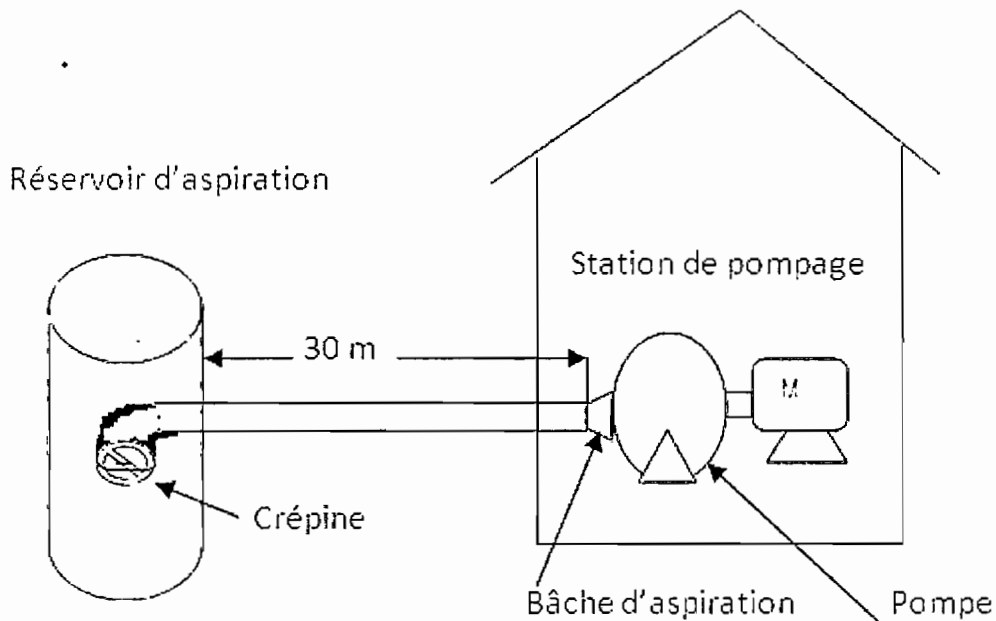 Réservoir d'aspiration
Station de pompage
30 m
M
Crépine
Bâche d'aspiration
Pompe